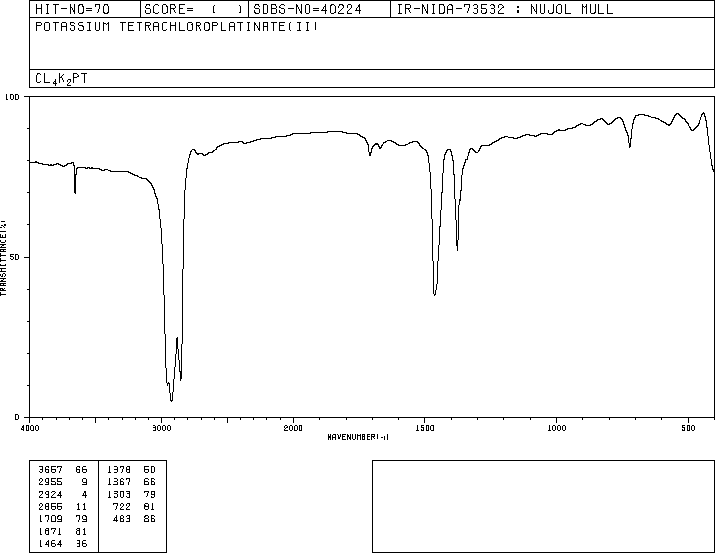 HIT-NO=70 SCORE= ( ) SDBS-NO=40224 IR-NIDA-73532 : NUJOL MULL
POTASSIUM TETRACHLOROPLATINATE(II)
CL4K2PT
100
50
0
TRANSMITTANCE(%)
4000 3000 2000 1500 1000 500
WAVENUMBER(-1)
3657 66 1378 50
2955 9 1367 66
2924 4 1303 79
2855 11 722 81
1709 79 483 86
1671 81
1464 36